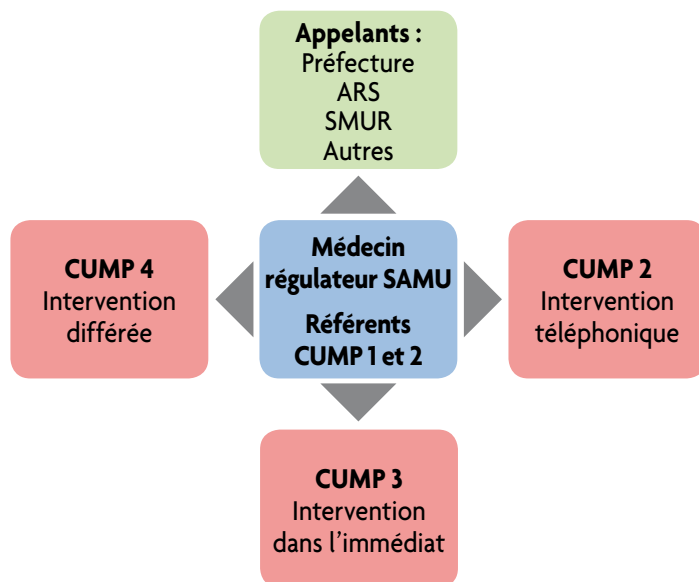 Appelants :
Préfecture
ARS
SMUR
Autres
CUMP 4
Intervention
différée
Médecin
régulateur SAMU
Référents
CUMP 1 et 2
CUMP 2
Intervention
téléphonique
CUMP 3
Intervention
dans l'immédiat